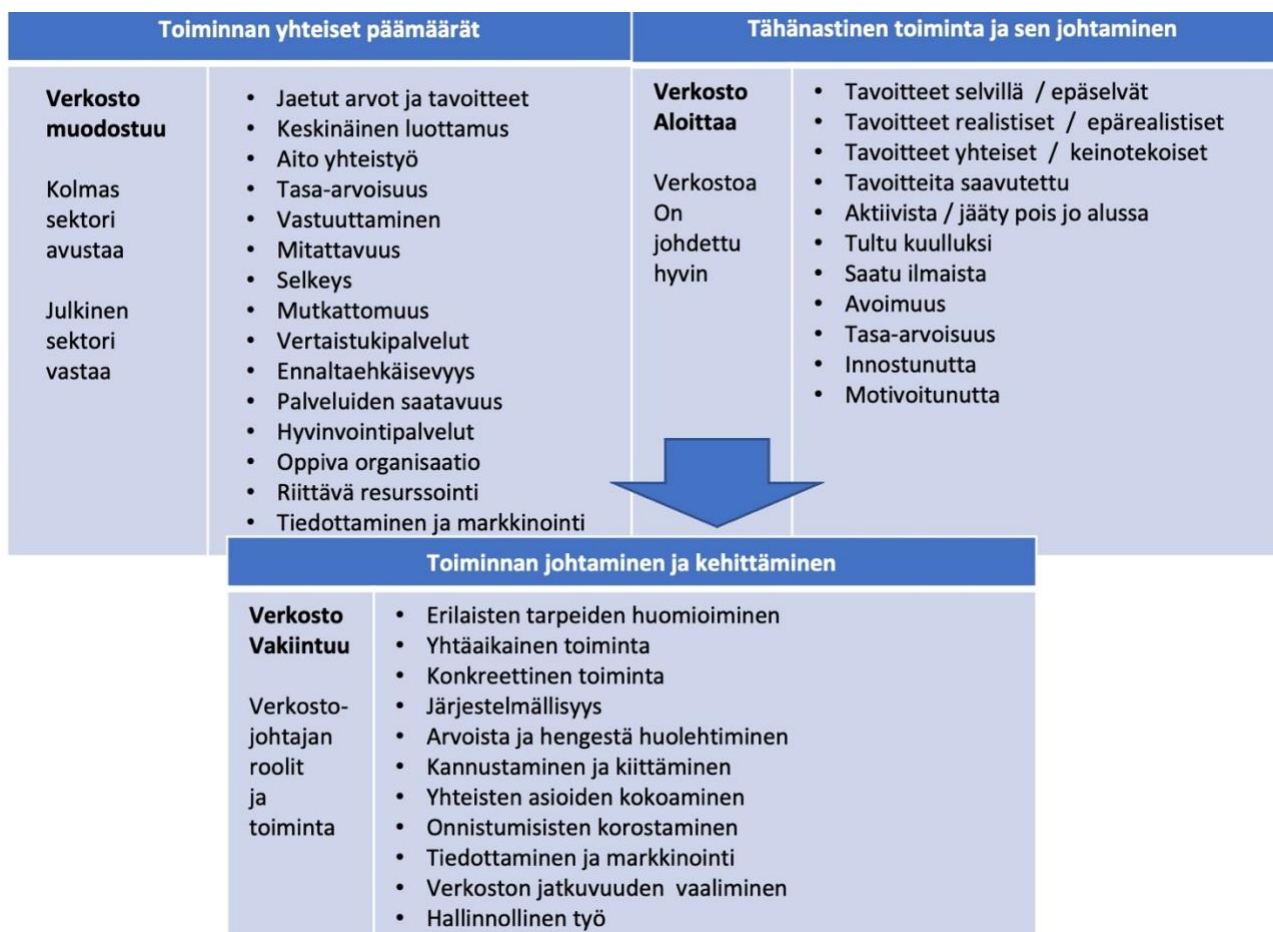 Toiminnan yhteiset päämäärät
Verkosto
muodostuu
Kolmas
sektori
avustaa
Julkinen
sektori
vastaa
• Jaetut arvot ja tavoitteet
• Keskinäinen luottamus
• Aito yhteistyö
• Tasa-arvoisuus
• Vastuuttaminen
• Mitattavuus
• Selkeys
• Mutkattomuus
• Vertaistukipalvelut
• Ennaltaehkäisevyys
• Palveluiden saatavuus
• Hyvinvointipalvelut
• Oppiva organisaatio
• Riittävä resurssointi
• Tiedottaminen ja markkinointi
Tähänastinen toiminta ja sen johtaminen
Verkosto
Aloittaa
Verkostoa
On
johdettu
hyvin
• Tavoitteet selvillä / epäselvät
• Tavoitteet realistiset / epärealistiset
• Tavoitteet yhteiset / keinotekoiset
• Tavoitteita saavutettu
• Aktiivista / jääty pois jo alussa
• Tultu kuulluksi
• Saatu ilmaista
• Avoimuus
• Tasa-arvoisuus
• Innostunutta
• Motivoitunutta
Toiminnan johtaminen ja kehittäminen
Verkosto
Vakiintuu
Verkosto-
johtajan
roolit
ja
toiminta
• Erilaisten tarpeiden huomioiminen
• Yhtäaikainen toiminta
• Konkreettinen toiminta
• Järjestelmällisyys
• Arvoista ja hengestä huolehtiminen
• Kannustaminen ja kiittäminen
• Yhteisten asioiden kokoaminen
• Onnistumisisten korostaminen
• Tiedottaminen ja markkinointi
• Verkoston jatkuvuuden vaaliminen
• Hallinnollinen työ